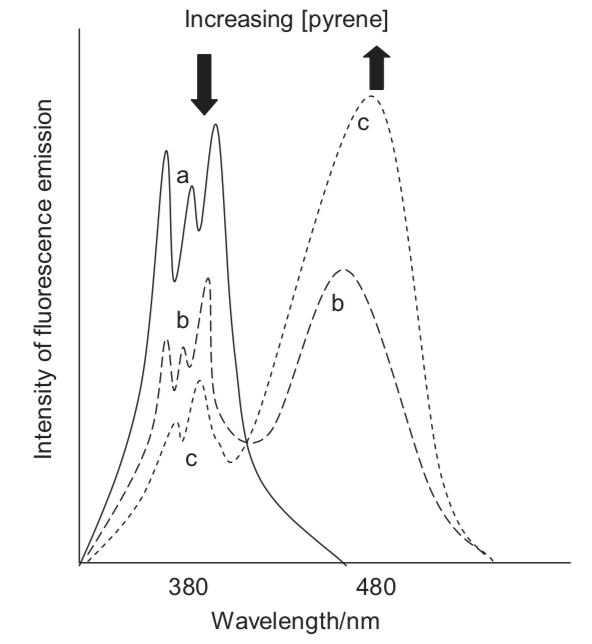 Increasing [pyrene]
c
a
b
b
c
Intensity of fluorescence emission
380
480
Wavelength/nm